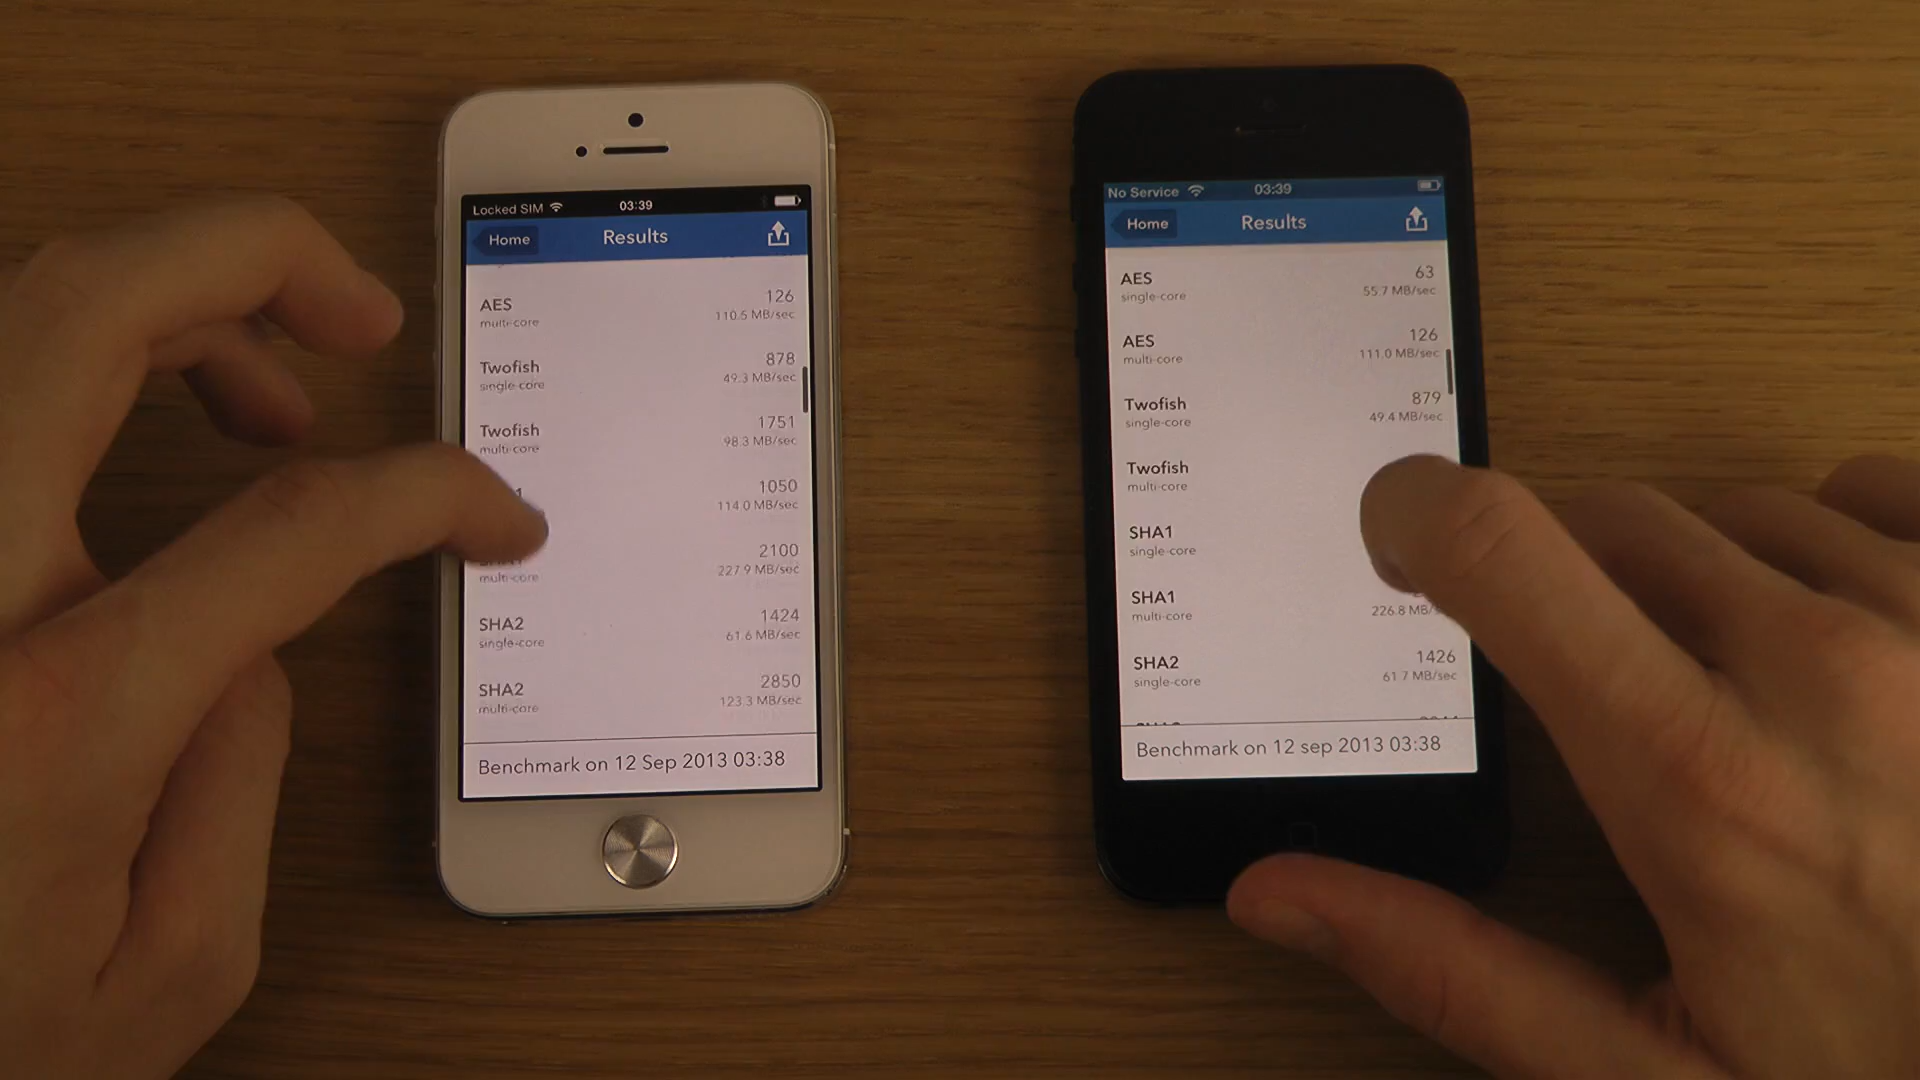 Locked SIM
03:39
Home
Results
AES
126
multi-core
110.5 MB/sec
Twofish
878
single-core
49.3 MB/sec
Twofish
1751
multi-core
98.3 MB/sec
1050
114.0 MB/sec
2100
multi-core
227.9 MB/sec
SHA2
1424
single-core
61.6 MB/sec
SHA2
2850
multi-core
123.3 MB/sec
Benchmark on 12 Sep 2013 03:38
No Service
03:39
Home
Results
AES
63
single-core
55.7 MB/sec
AES
126
multi-core
111.0 MB/sec
Twofish
879
single-core
49.4 MB/sec
Twofish
multi-core
SHA1
single-core
SHA1
multi-core
226.8
SHA2
1426
single-core
61.7 MB/sec
Benchmark on 12 sep 2013 03:38